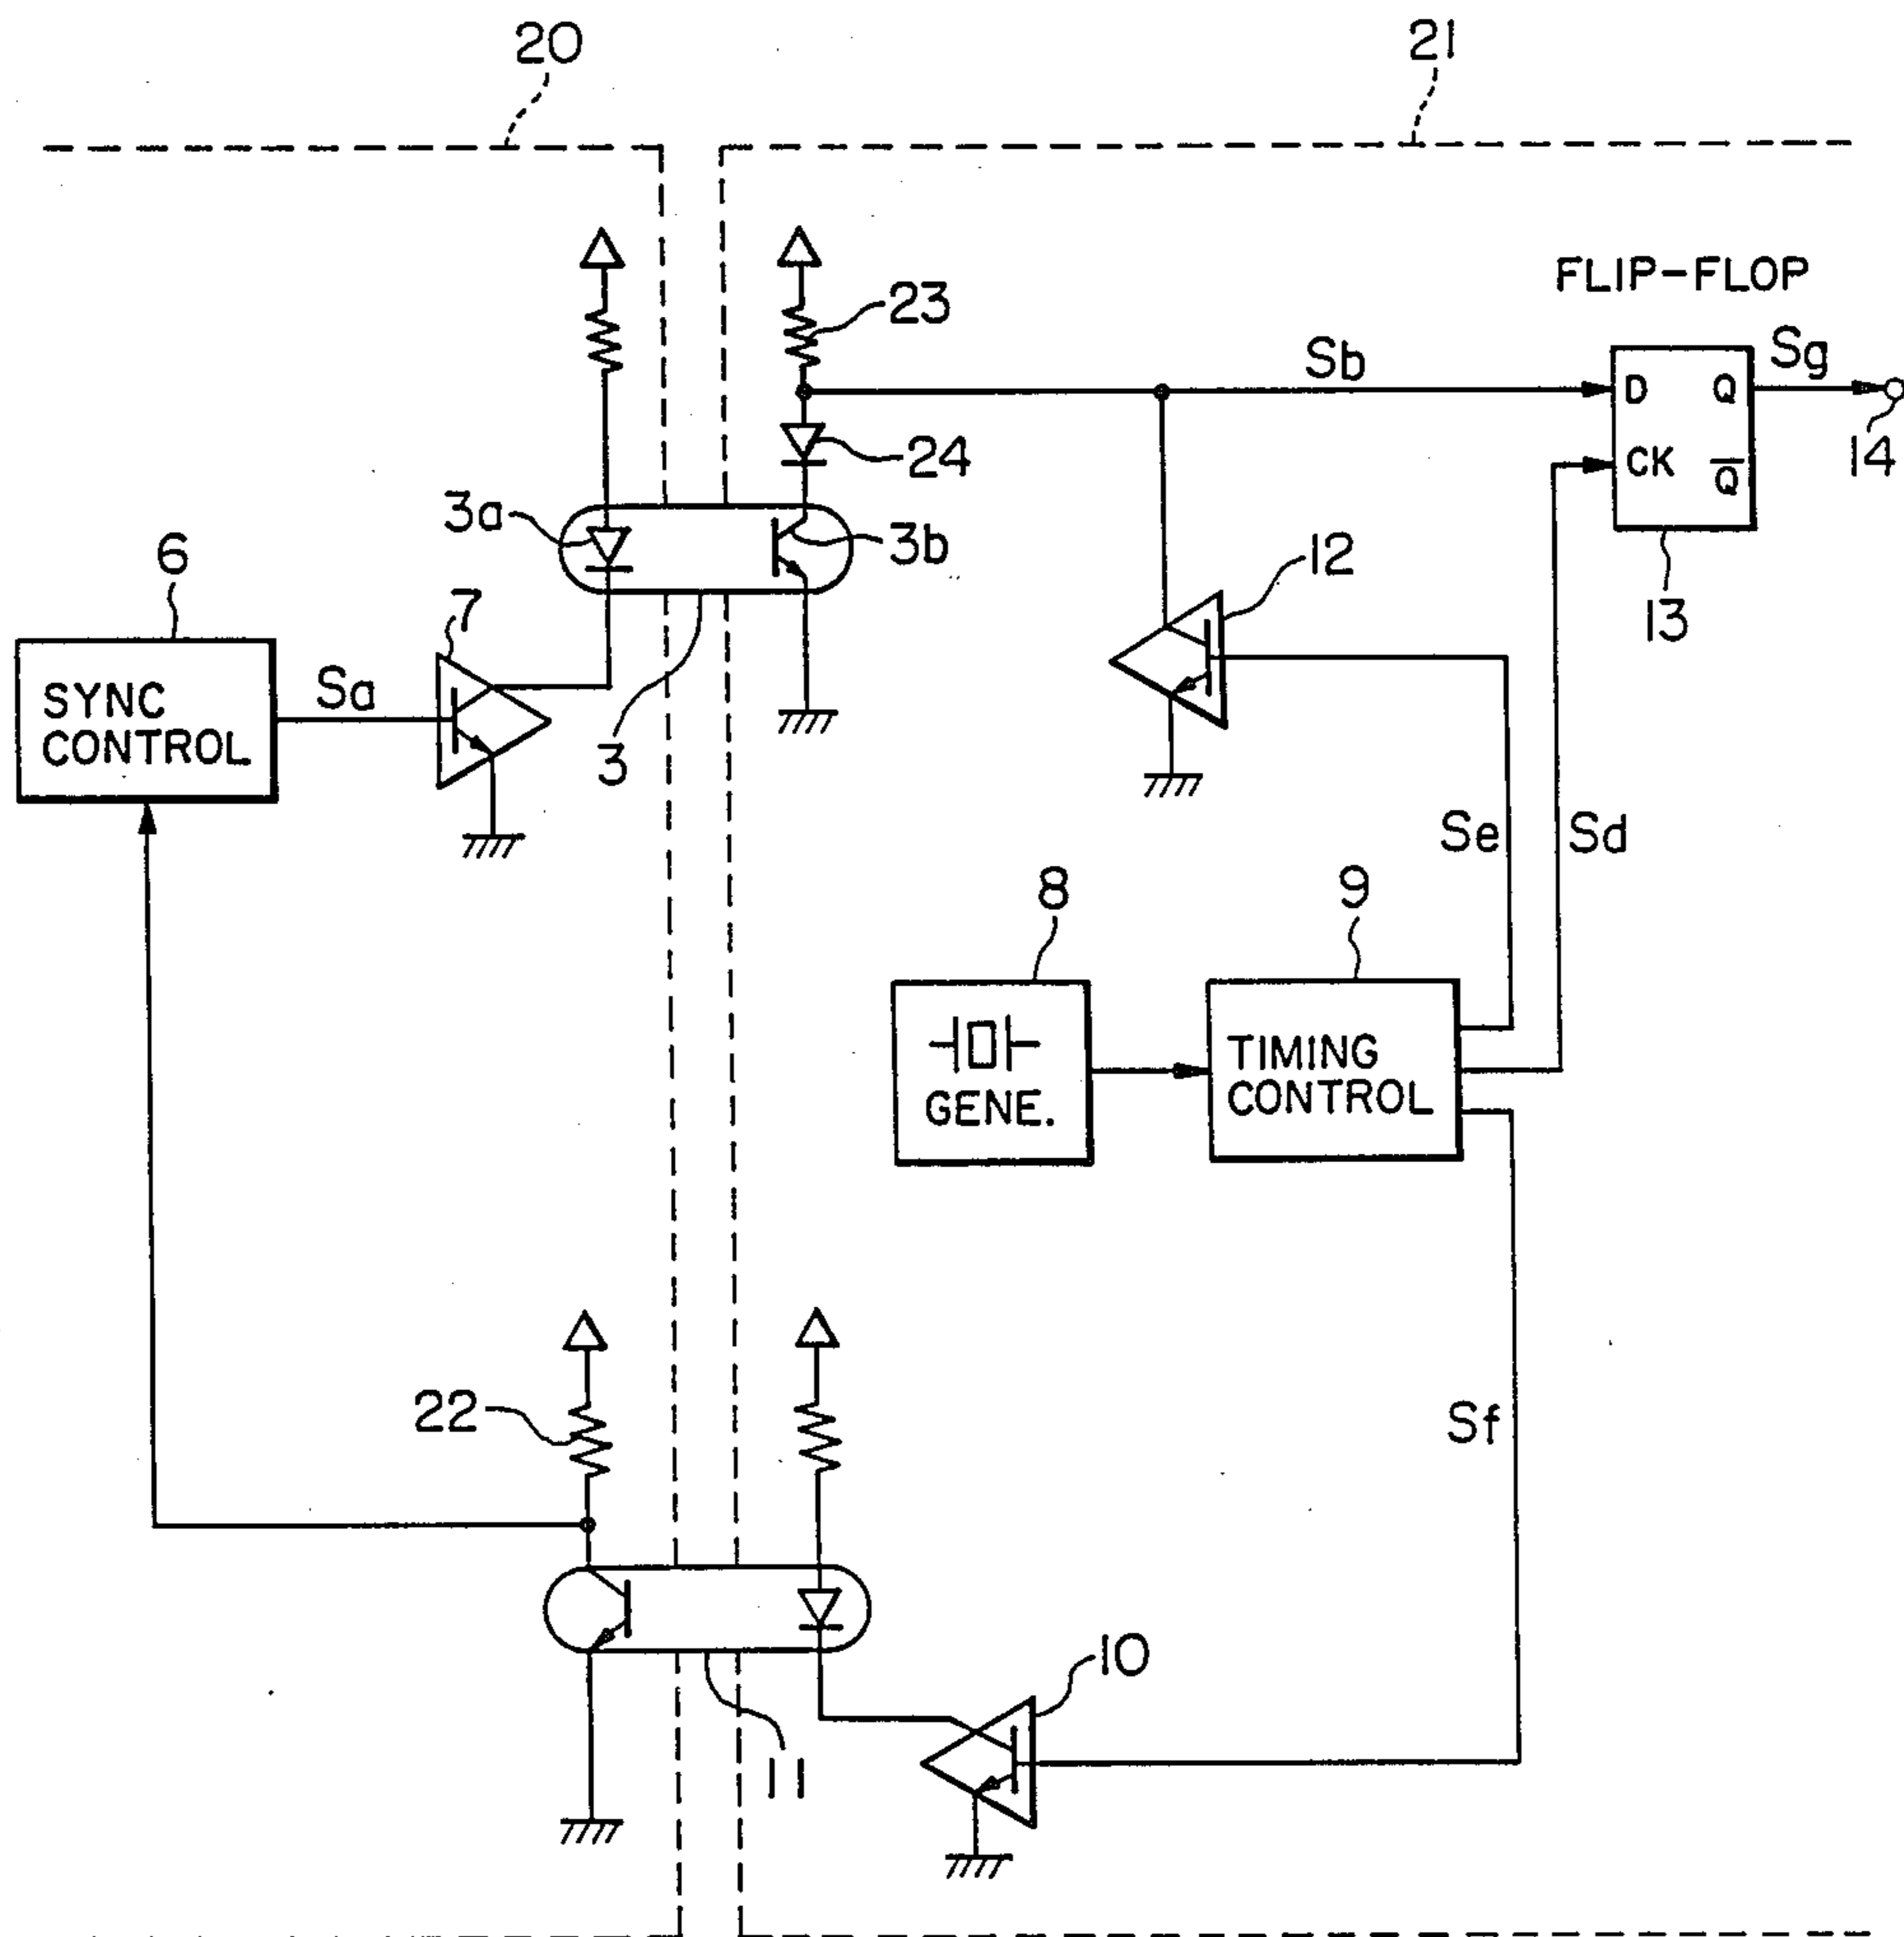 20
21
FLIP-FLOP
23
Sb
Sg
D Q
24
14
CK Q̅
3a
3b
6
12
7
13
SYNC
CONTROL
Sa
3
Se
Sd
8
9
GENE.
TIMING
CONTROL
22
Sf
10
11